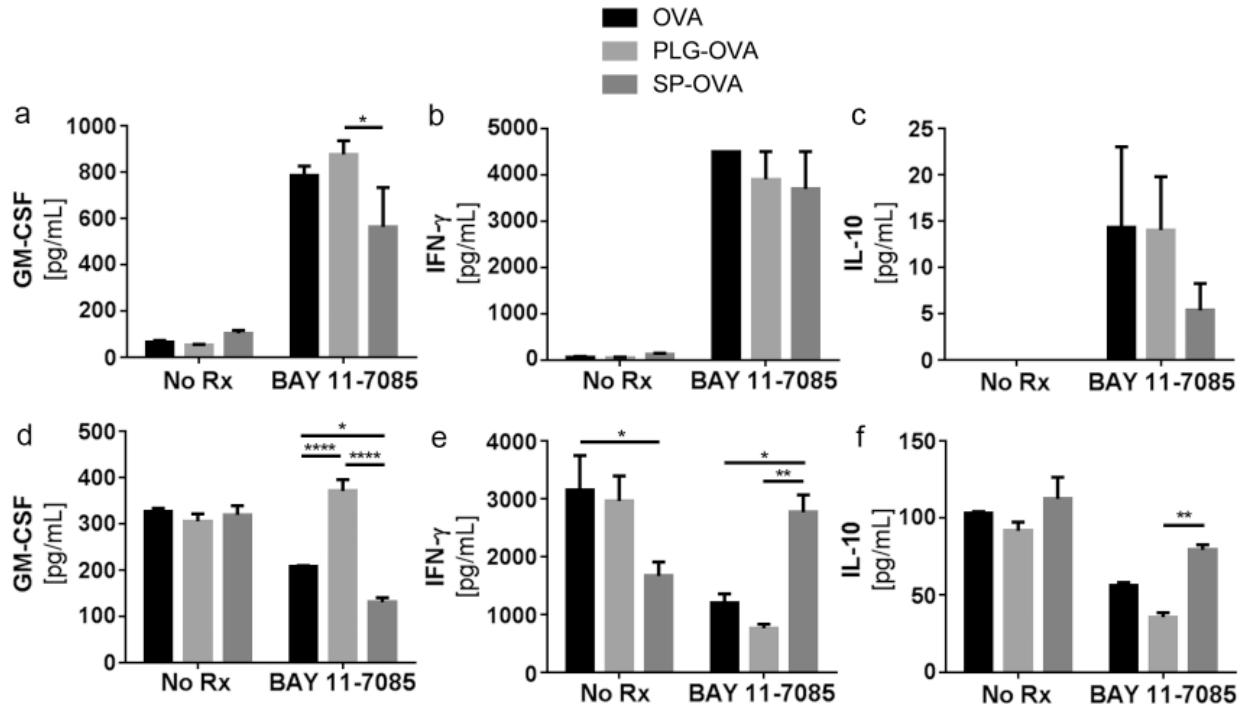 OVA
PLG-OVA
SP-OVA
a
GM-CSF
[pg/mL]
1000
800
600
400
200
0
*
No Rx
BAY 11-7085
b
IFN-γ
[pg/mL]
5000
4000
3000
2000
1000
0
No Rx
BAY 11-7085
c
IL-10
[pg/mL]
25
20
15
10
5
0
No Rx
BAY 11-7085
d
GM-CSF
[pg/mL]
500
400
300
200
100
0
*
**** ****
No Rx
BAY 11-7085
e
IFN-γ
[pg/mL]
4000
3000
2000
1000
0
*
*
**
No Rx
BAY 11-7085
f
IL-10
[pg/mL]
150
100
50
0
**
No Rx
BAY 11-7085